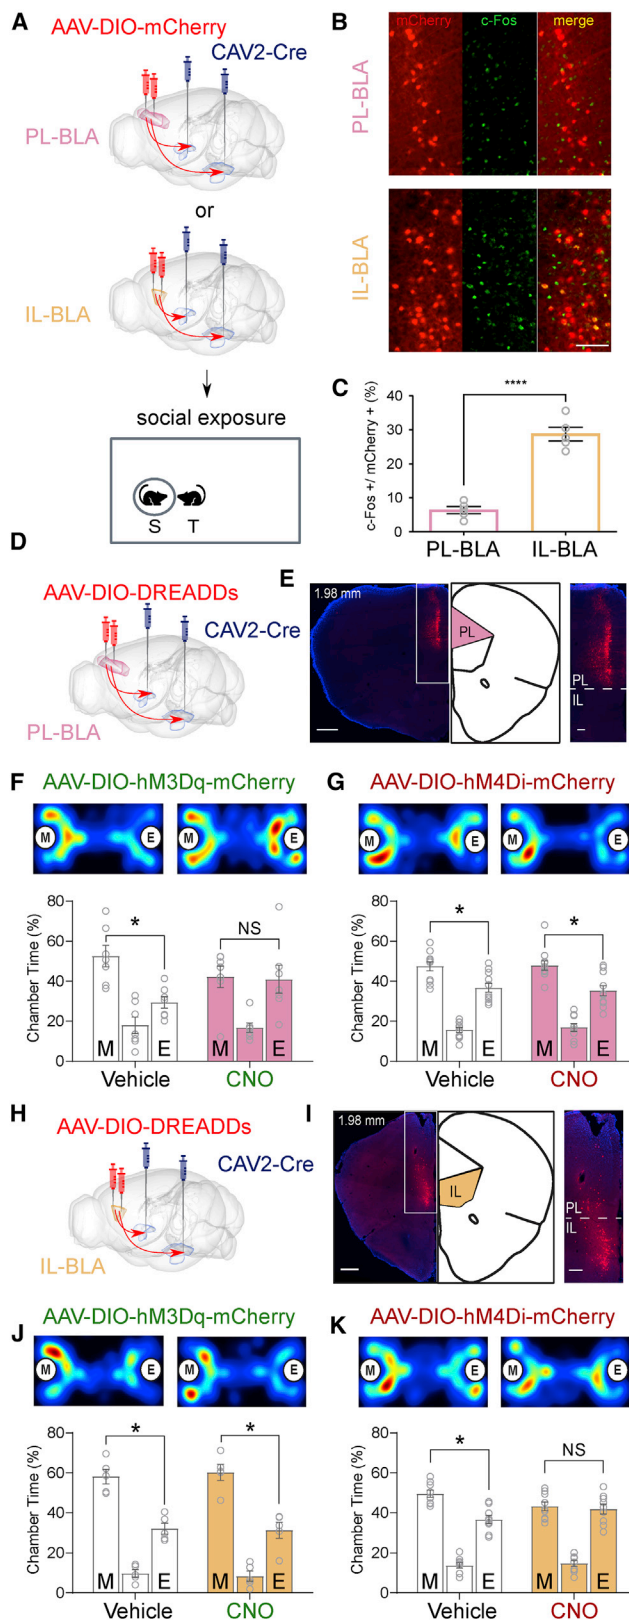 A
AAV-DIO-mCherry
CAV2-Cre
PL-BLA
or
IL-BLA
social exposure
S T
B
mCherry c-Fos merge
PL-BLA
IL-BLA
C
c-Fos +/ mCherry + (%)
40
30
20
10
0
****
PL-BLA IL-BLA
D
AAV-DIO-DREADDs
CAV2-Cre
PL-BLA
E
1.98 mm
PL
PL
IL
F
AAV-DIO-hM3Dq-mCherry
M E M E
Chamber Time (%)
80
60
40
20
0
* NS
M E M E
Vehicle CNO
G
AAV-DIO-hM4Di-mCherry
M E M E
Chamber Time (%)
80
60
40
20
0
* *
M E M E
Vehicle CNO
H
AAV-DIO-DREADDs
CAV2-Cre
IL-BLA
I
1.98 mm
IL
PL
IL
J
AAV-DIO-hM3Dq-mCherry
M E M E
Chamber Time (%)
80
60
40
20
0
* *
M E M E
Vehicle CNO
K
AAV-DIO-hM4Di-mCherry
M E M E
Chamber Time (%)
80
60
40
20
0
* NS
M E M E
Vehicle CNO